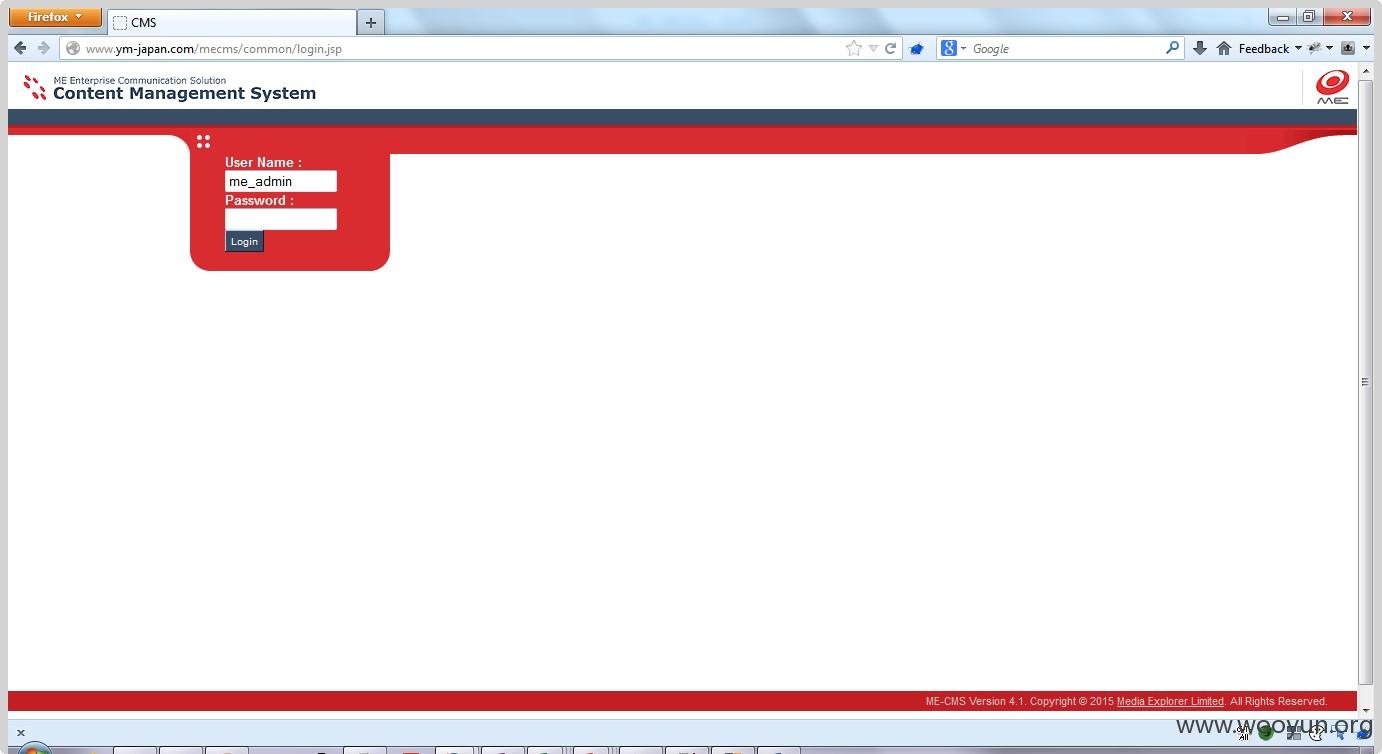 Firefox
CMS
www.ym-japan.com/mecms/common/login.jsp
Google
Feedback
ME Enterprise Communication Solution
Content Management System
ME
User Name :
me_admin
Password :
Login
ME-CMS Version 4.1. Copyright © 2015 Media Explorer Limited. All Rights Reserved.
www.wooyun.org